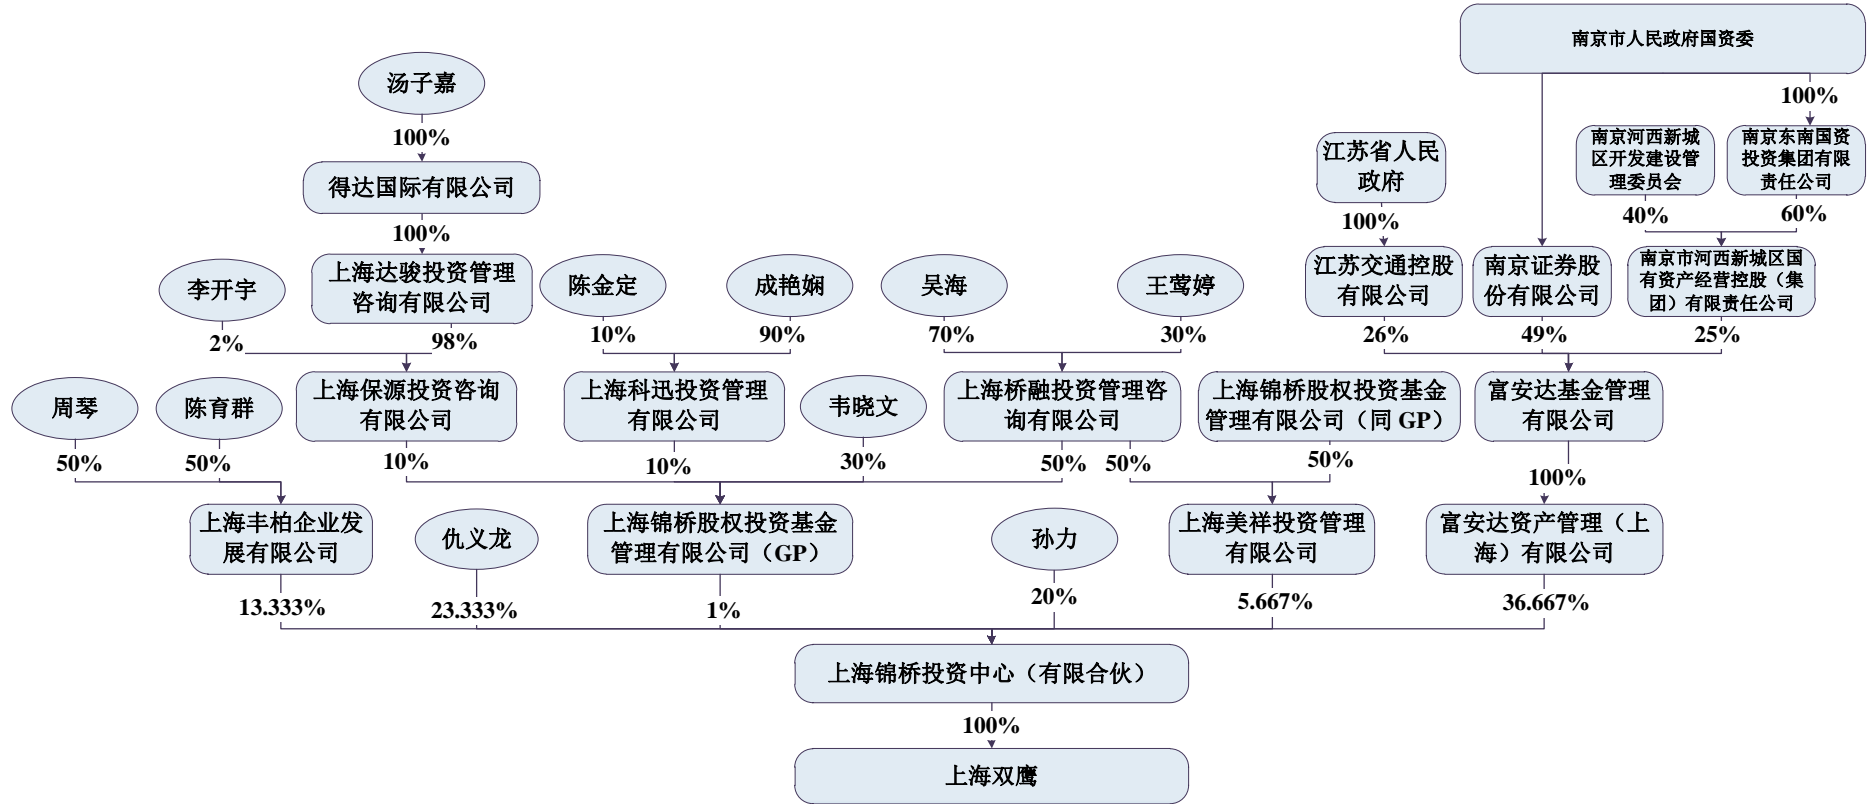 南京市人民政府国资委
汤子嘉
100%
100%
江苏省人民
政府
南京河西新城
区开发建设管
理委员会
南京东南国资
投资集团有限
责任公司
得达国际有限公司
100%
100%
40%
60%
李开宇
上海达骏投资管理
咨询有限公司
陈金定
成艳娴
吴海
王莺婷
江苏交通控股
有限公司
南京证券股
份有限公司
南京市河西新城区国
有资产经营控股（集
团）有限责任公司
2%
98%
10%
90%
70%
30%
26%
49%
25%
周琴
陈育群
上海保源投资咨询
有限公司
上海科迅投资管理
有限公司
韦晓文
上海桥融投资管理咨
询有限公司
上海锦桥股权投资基金
管理有限公司（同 GP）
富安达基金管理
有限公司
50%
50%
10%
10%
30%
50%
50%
50%
100%
上海丰柏企业发
展有限公司
仇义龙
上海锦桥股权投资基金
管理有限公司（GP）
孙力
上海美祥投资管理
有限公司
富安达资产管理（上
海）有限公司
13.333%
23.333%
1%
20%
5.667%
36.667%
上海锦桥投资中心（有限合伙）
100%
上海双鹰